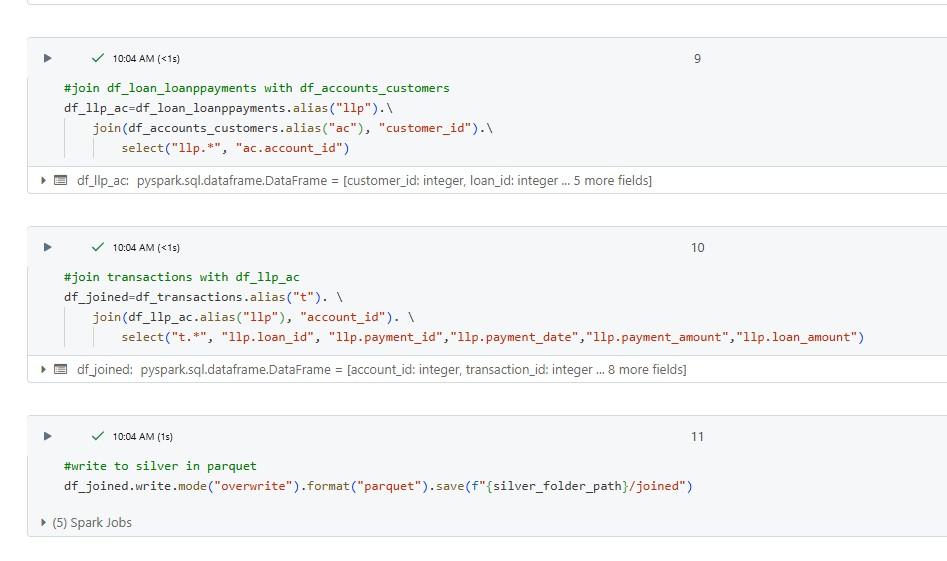 10:04 AM (<1s)
9
#join df_loan_loanppayments with df_accounts_customers
df_llp_ac=df_loan_loanppayments.alias("llp").\
join(df_accounts_customers.alias("ac"), "customer_id").\
select("llp.*", "ac.account_id")
df_llp_ac: pyspark.sql.dataframe.DataFrame = [customer_id: integer, loan_id: integer ... 5 more fields]
10:04 AM (<1s)
10
#join transactions with df_llp_ac
df_joined=df_transactions.alias("t"). \
join(df_llp_ac.alias("llp"), "account_id"). \
select("t.*", "llp.loan_id", "llp.payment_id","llp.payment_date","llp.payment_amount","llp.loan_amount")
df_joined: pyspark.sql.dataframe.DataFrame = [account_id: integer, transaction_id: integer ... 8 more fields]
10:04 AM (1s)
11
#write to silver in parquet
df_joined.write.mode("overwrite").format("parquet").save(f"{silver_folder_path}/joined")
(5) Spark Jobs